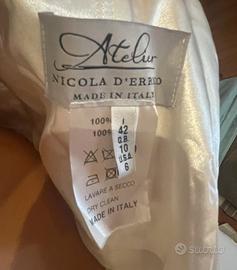 Atelier
NICOLA D'ERRICO
MADE IN ITALY
100%
100%
I
42
G.B.
10
U.S.A.
6
LAVARE A SECCO
DRY CLEAN
MADE IN ITALY
Subito